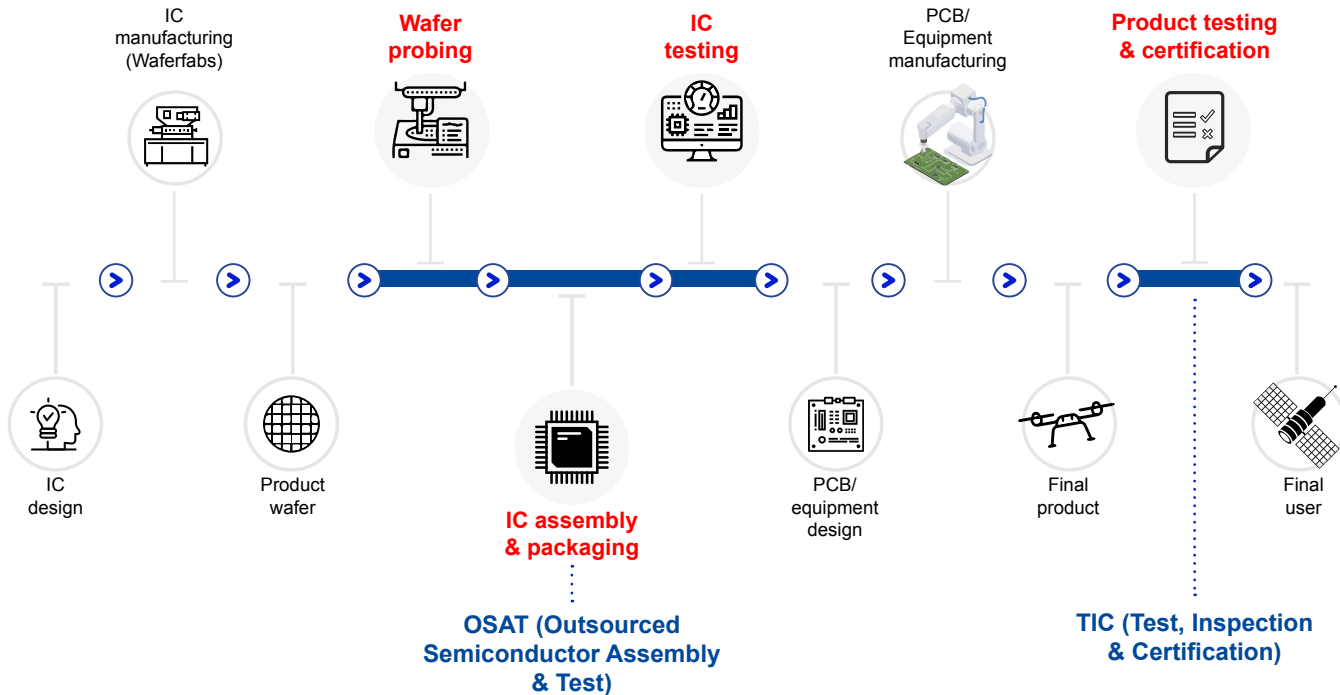 IC
manufacturing
(Waferfabs)
Wafer
probing
IC
testing
PCB/
Equipment
manufacturing
Product testing
& certification
IC
design
Product
wafer
IC assembly
& packaging
PCB/
equipment
design
Final
product
Final
user
OSAT (Outsourced
Semiconductor Assembly
& Test)
TIC (Test, Inspection
& Certification)